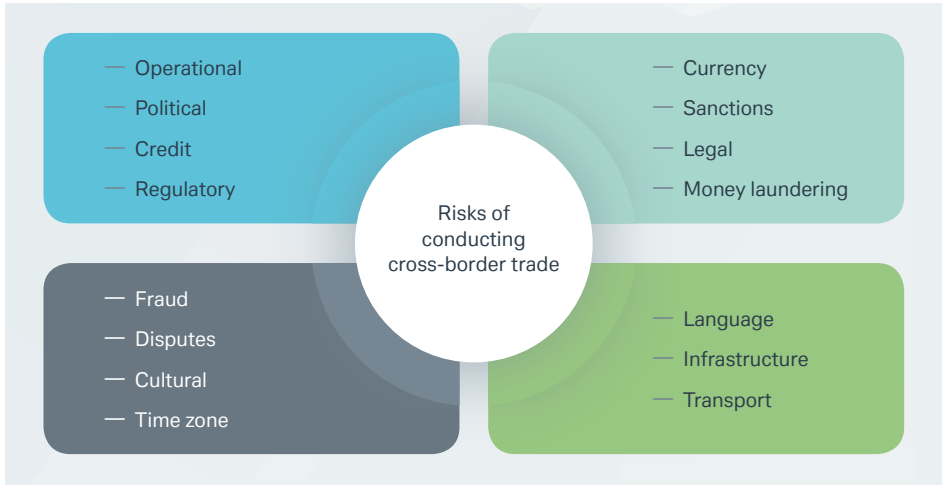 — Operational
— Political
— Credit
— Regulatory
— Currency
— Sanctions
— Legal
— Money laundering
Risks of
conducting
cross-border trade
— Fraud
— Disputes
— Cultural
— Time zone
— Language
— Infrastructure
— Transport